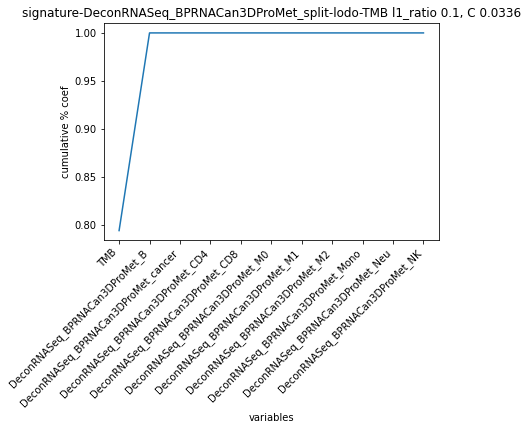 signature-DeconRNASeq_BPRNACan3DProMet_split-lodo-TMB l1_ratio 0.1, C 0.0336
cumulative % coef
1.00
0.95
0.90
0.85
0.80
TMB
DeconRNASeq_BPRNACan3DProMet_B
DeconRNASeq_BPRNACan3DProMet_cancer
DeconRNASeq_BPRNACan3DProMet_CD4
DeconRNASeq_BPRNACan3DProMet_CD8
DeconRNASeq_BPRNACan3DProMet_M0
DeconRNASeq_BPRNACan3DProMet_M1
DeconRNASeq_BPRNACan3DProMet_M2
DeconRNASeq_BPRNACan3DProMet_Mono
DeconRNASeq_BPRNACan3DProMet_Neu
DeconRNASeq_BPRNACan3DProMet_NK
variables